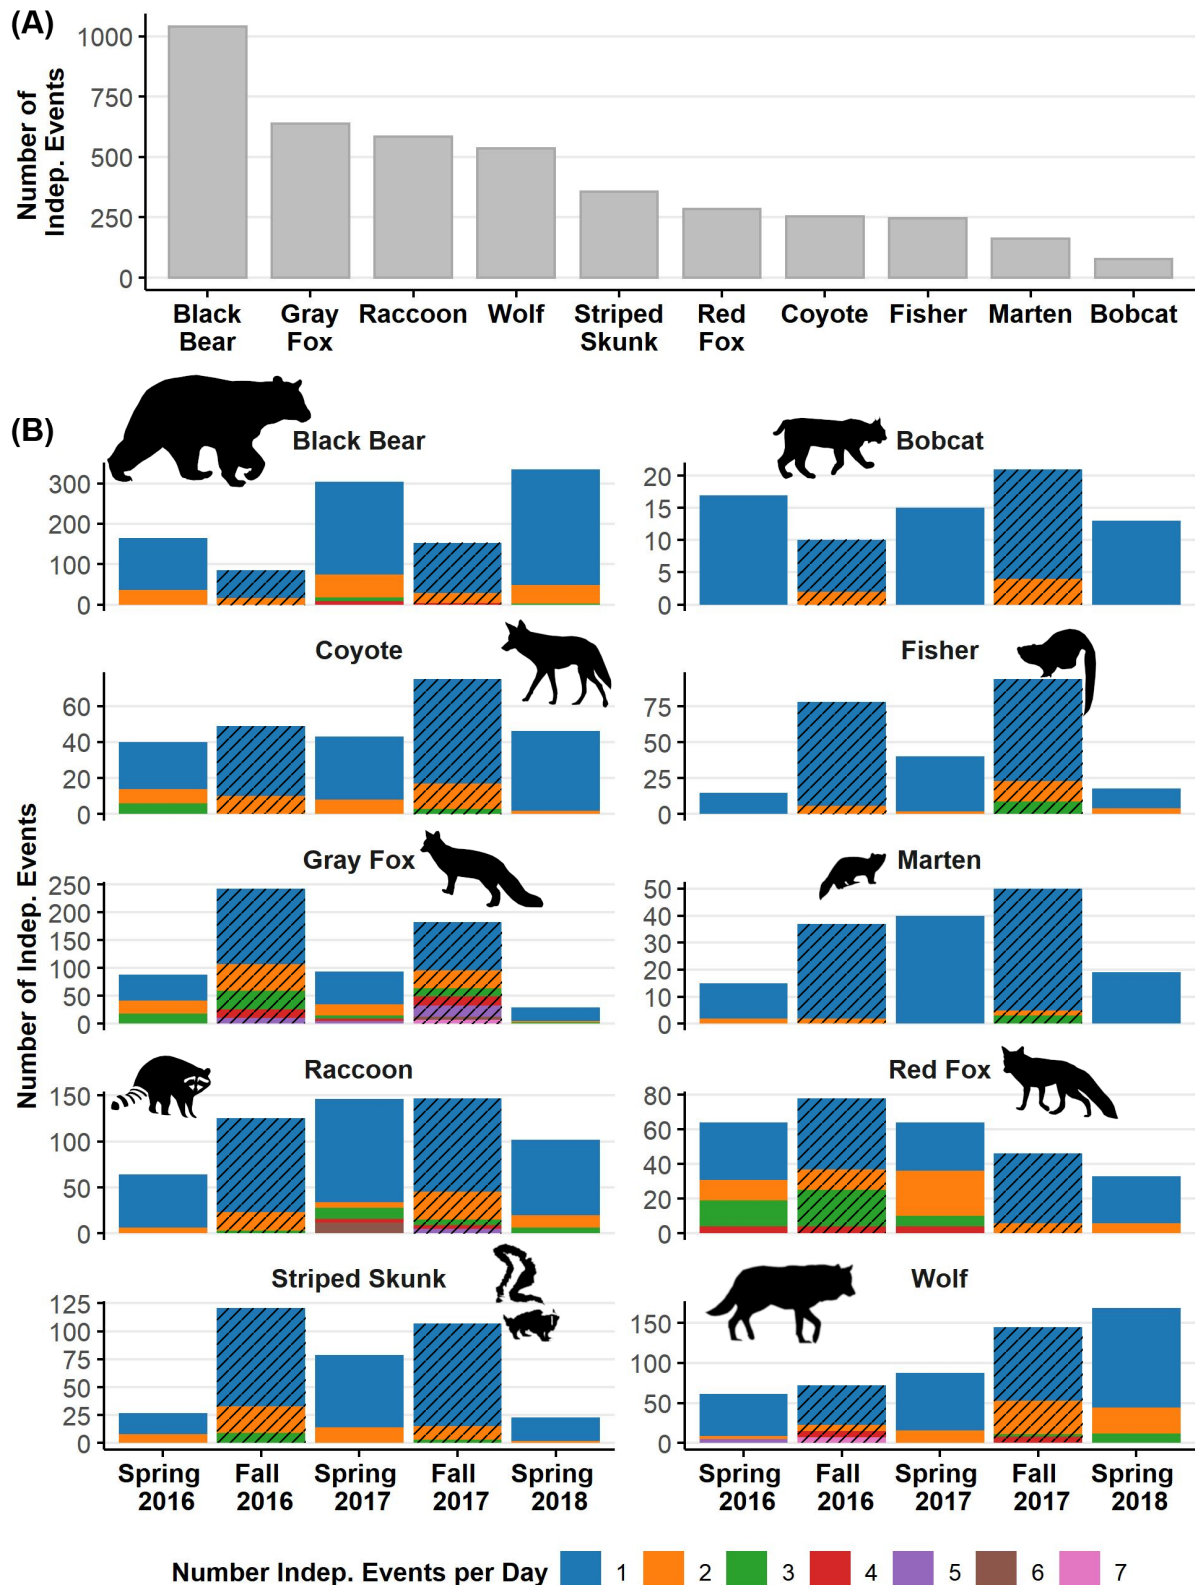 (A)
Number of
Indep. Events
1000
750
500
250
0
Black
Bear
Gray
Fox
Raccoon
Wolf
Striped
Skunk
Red
Fox
Coyote
Fisher
Marten
Bobcat
(B)
Number of Indep. Events
Black Bear
300
200
100
0
Bobcat
20
15
10
5
0
Coyote
60
40
20
0
Fisher
75
50
25
0
Gray Fox
250
200
150
100
50
0
Marten
50
40
30
20
10
0
Raccoon
150
100
50
0
Red Fox
80
60
40
20
0
Striped Skunk
125
100
75
50
25
0
Wolf
150
100
50
0
Spring
2016
Fall
2016
Spring
2017
Fall
2017
Spring
2018
Spring
2016
Fall
2016
Spring
2017
Fall
2017
Spring
2018
Number Indep. Events per Day 1 2 3 4 5 6 7